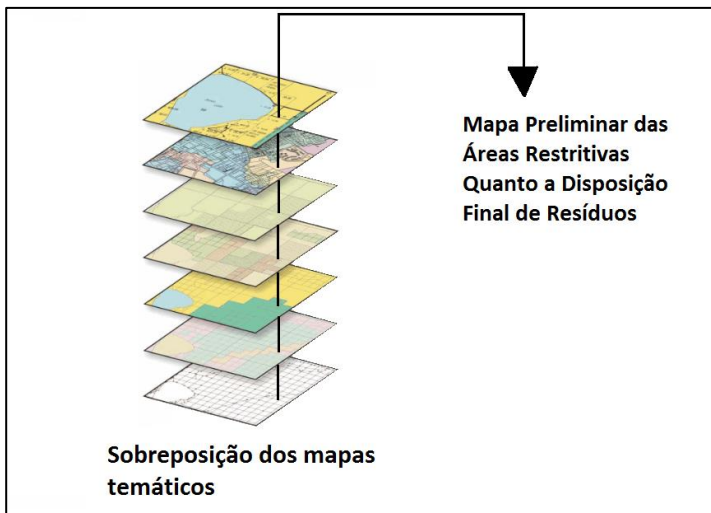 Mapa Preliminar das
Áreas Restritivas
Quanto a Disposição
Final de Resíduos
Sobreposição dos mapas
temáticos